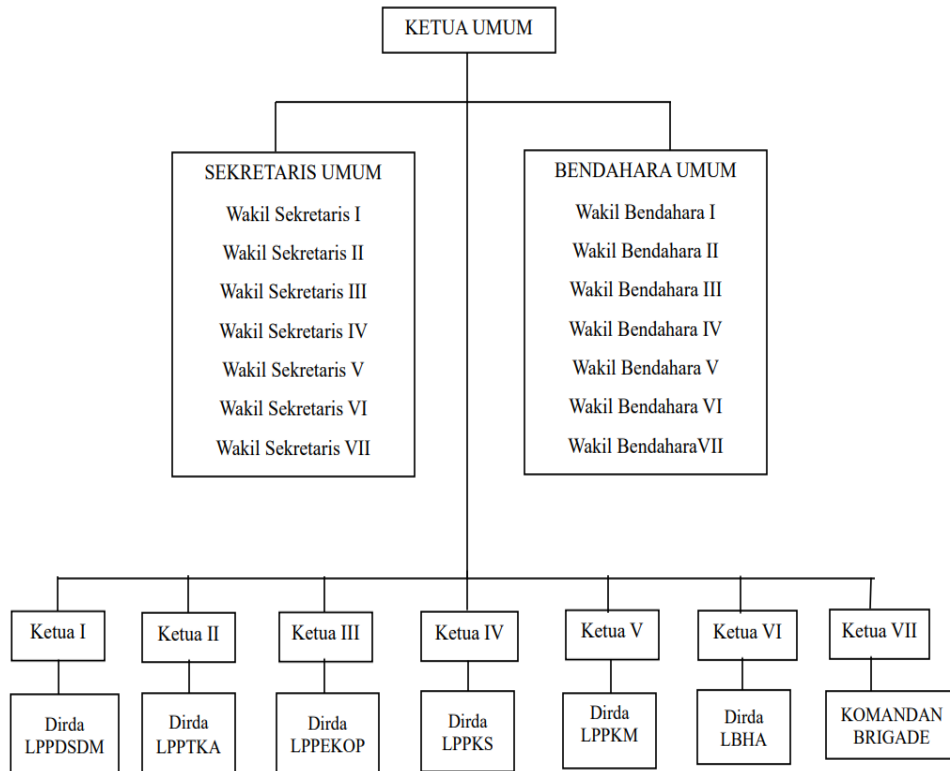 KETUA UMUM
SEKRETARIS UMUM
Wakil Sekretaris I
Wakil Sekretaris II
Wakil Sekretaris III
Wakil Sekretaris IV
Wakil Sekretaris V
Wakil Sekretaris VI
Wakil Sekretaris VII
BENDAHARA UMUM
Wakil Bendahara I
Wakil Bendahara II
Wakil Bendahara III
Wakil Bendahara IV
Wakil Bendahara V
Wakil Bendahara VI
Wakil BendaharaVII
Ketua I
Ketua II
Ketua III
Ketua IV
Ketua V
Ketua VI
Ketua VII
Dirda
LPPDSDM
Dirda
LPPTKA
Dirda
LPPEKOP
Dirda
LPPKS
Dirda
LPPKM
Dirda
LBHA
KOMANDAN
BRIGADE